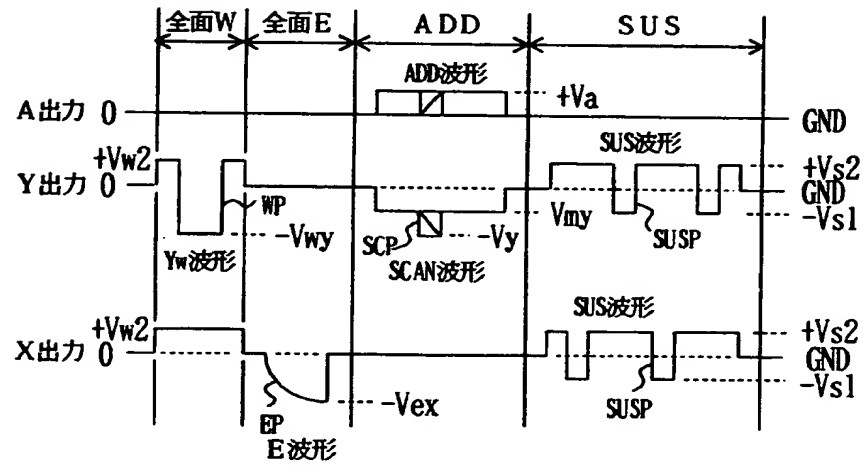 全面W 全面E ADD SUS
ADD波形
+Va
A出力 0 GND
SUS波形
+Vw2 +Vs2
Y出力 0 GND
WP Vmy -Vs1
-Vwy SCP -Vy SUSP
Yw波形 SCAN波形
SUS波形
+Vw2 +Vs2
X出力 0 GND
-Vs1
EP -Vex SUSP
E波形